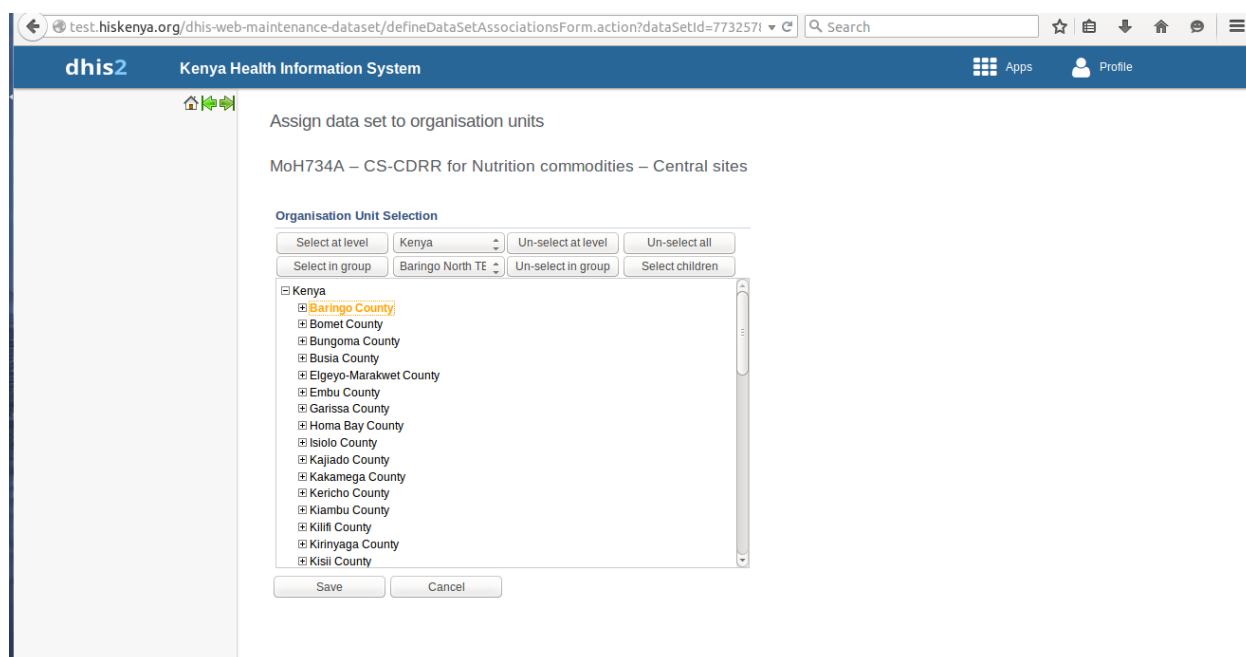 test.hiskenya.org/dhis-web-maintenance-dataset/defineDataSetAssociationsForm.action?dataSetId=773257 Search
dhis2 Kenya Health Information System Apps Profile
Assign data set to organisation units
MoH734A – CS-CDRR for Nutrition commodities – Central sites
Organisation Unit Selection
Select at level Kenya Un-select at level Un-select all
Select in group Baringo North TE Un-select in group Select children
Kenya
Baringo County
Bomet County
Bungoma County
Busia County
Elgeyo-Marakwet County
Embu County
Garissa County
Homa Bay County
Isiolo County
Kajiado County
Kakamega County
Kericho County
Kiambu County
Kilifi County
Kirinyaga County
Kisii County
Save Cancel